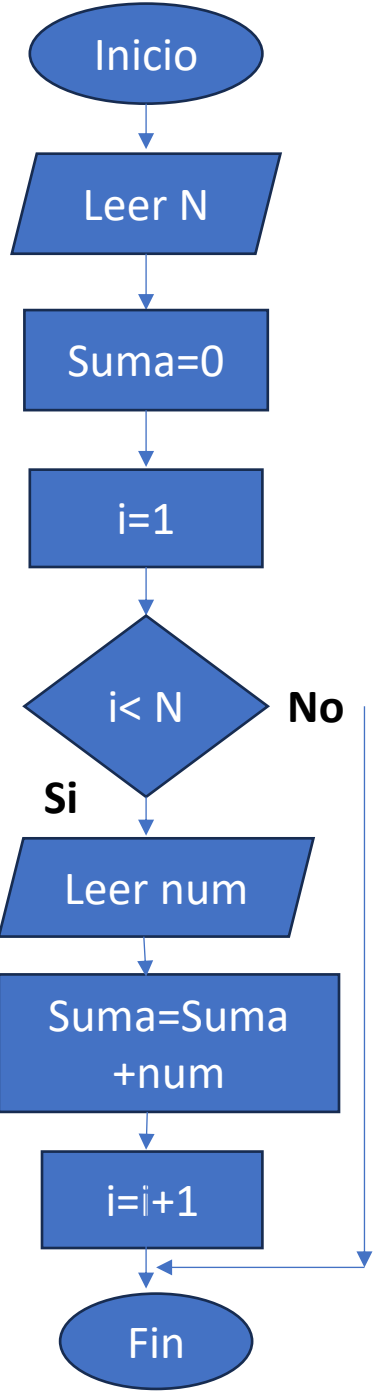 Inicio
Leer N
Suma=0
i=1
i< N
No
Si
Leer num
Suma=Suma
+num
i=i+1
Fin